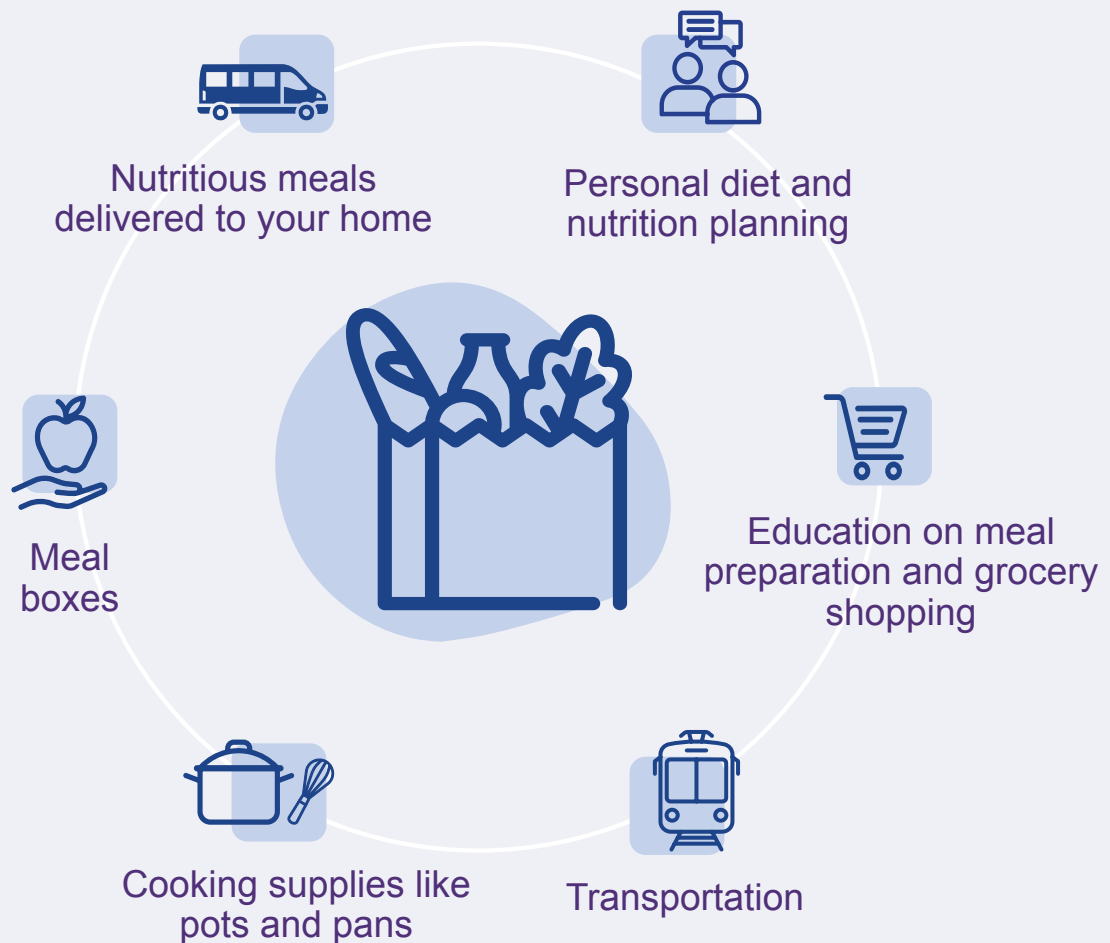 Nutritious meals
delivered to your home
Personal diet and
nutrition planning
Meal
boxes
Education on meal
preparation and grocery
shopping
Cooking supplies like
pots and pans
Transportation